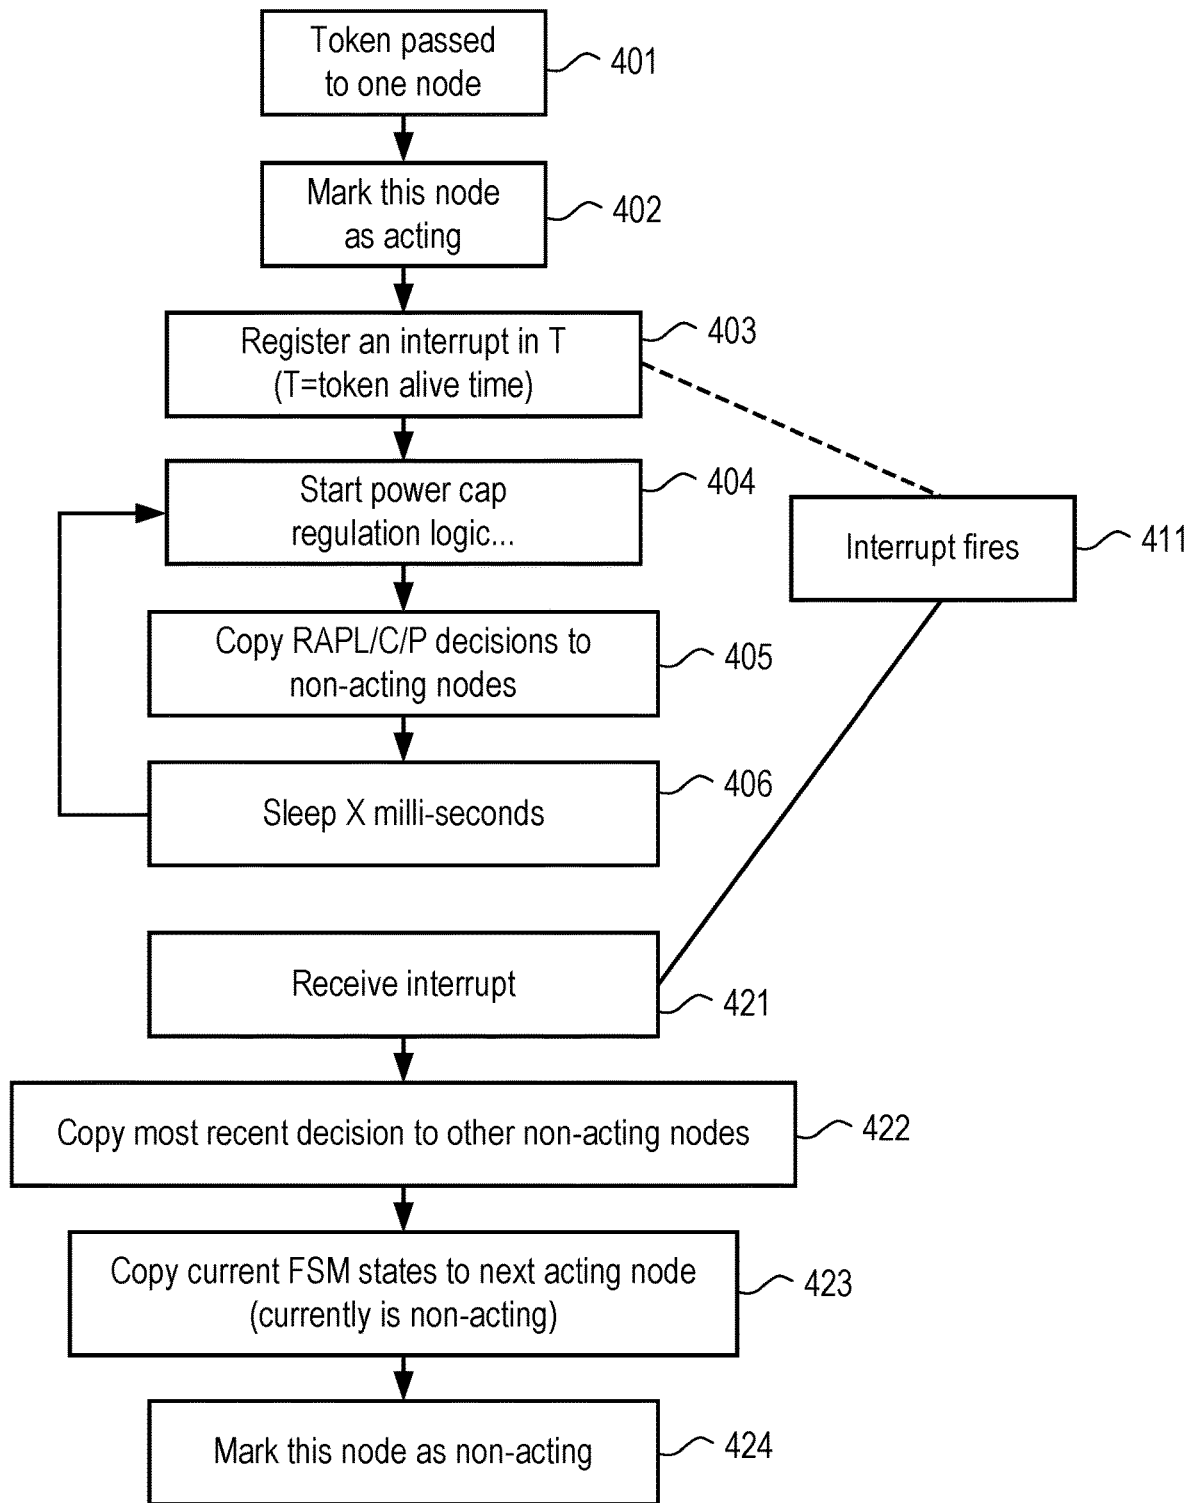 Token passed
to one node
401
Mark this node
as acting
402
Register an interrupt in T
(T=token alive time)
403
Start power cap
regulation logic...
404
Interrupt fires
411
Copy RAPL/C/P decisions to
non-acting nodes
405
Sleep X milli-seconds
406
Receive interrupt
421
Copy most recent decision to other non-acting nodes
422
Copy current FSM states to next acting node
(currently is non-acting)
423
Mark this node as non-acting
424